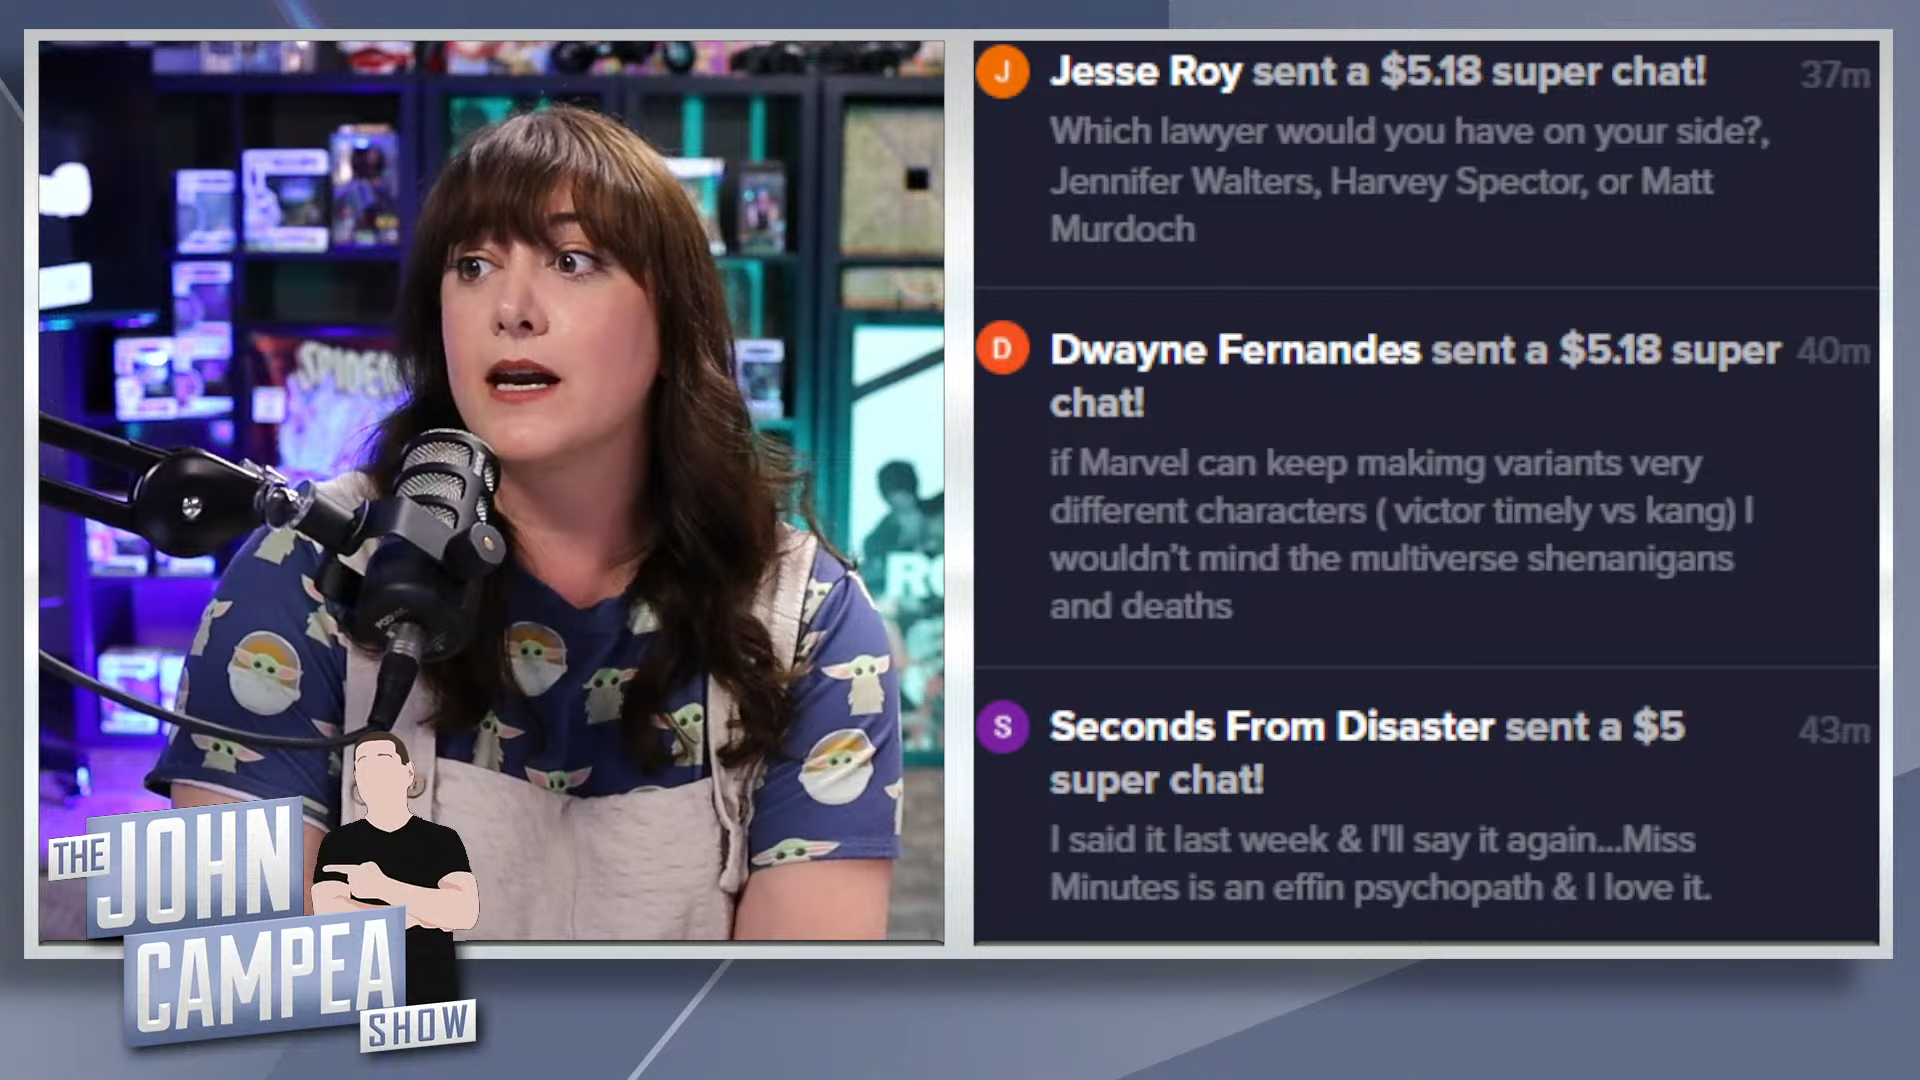 J
Jesse Roy sent a $5.18 super chat!
37m
Which lawyer would you have on your side?,
Jennifer Walters, Harvey Spector, or Matt
Murdoch
D
Dwayne Fernandes sent a $5.18 super
40m
chat!
if Marvel can keep makimg variants very
different characters ( victor timely vs kang) I
wouldn't mind the multiverse shenanigans
and deaths
S
Seconds From Disaster sent a $5
43m
super chat!
I said it last week & I'll say it again...Miss
Minutes is an effin psychopath & I love it.
THE
JOHN
CAMPEA
SHOW